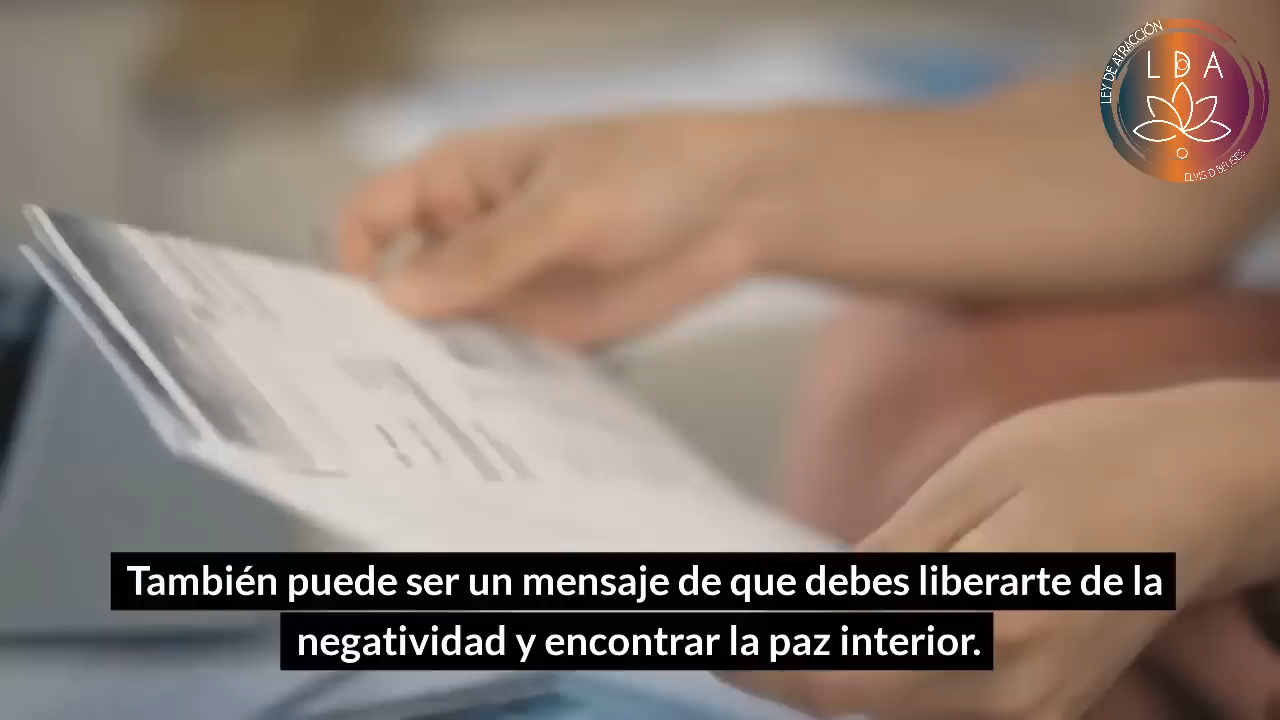 LEY DE ATRACCIÓN
LDA
También puede ser un mensaje de que debes liberarte de la
negatividad y encontrar la paz interior.